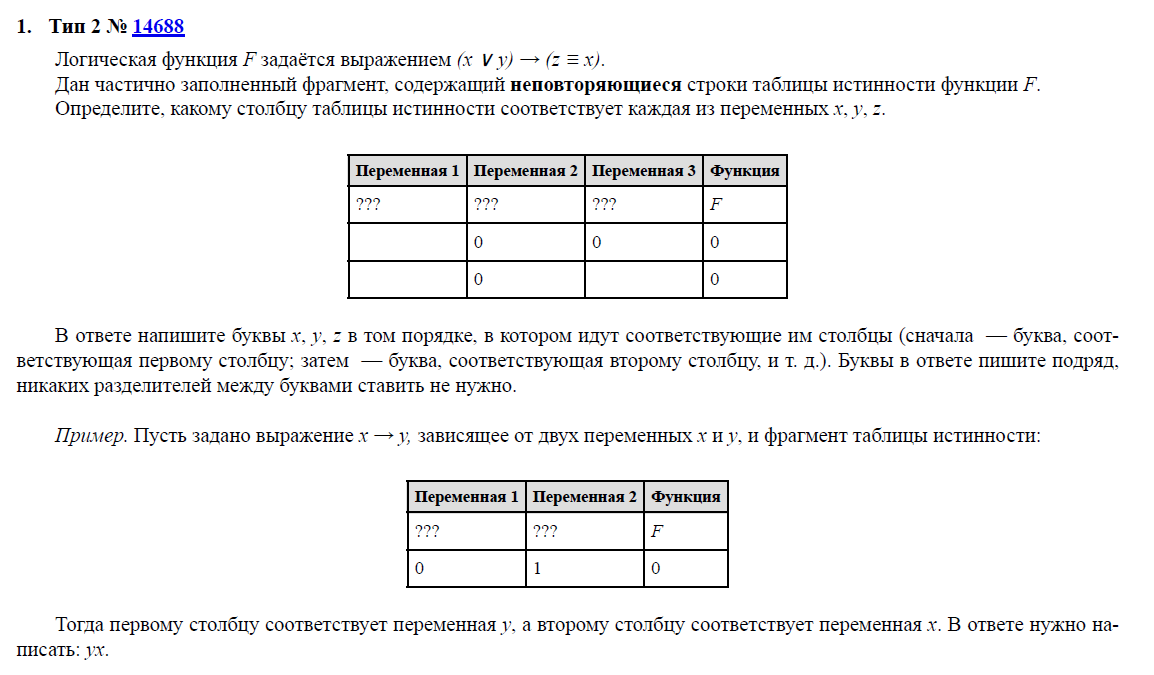 1. Тип 2 № 14688
Логическая функция F задаётся выражением (x ∨ y) → (z ≡ x).
Дан частично заполненный фрагмент, содержащий неповторяющиеся строки таблицы истинности функции F.
Определите, какому столбцу таблицы истинности соответствует каждая из переменных x, y, z.
Переменная 1 Переменная 2 Переменная 3 Функция
??? ??? ??? F
0 0 0
0 0
В ответе напишите буквы x, y, z в том порядке, в котором идут соответствующие им столбцы (сначала — буква, соот-
ветствующая первому столбцу; затем — буква, соответствующая второму столбцу, и т. д.). Буквы в ответе пишите подряд,
никаких разделителей между буквами ставить не нужно.
Пример. Пусть задано выражение x → y, зависящее от двух переменных x и y, и фрагмент таблицы истинности:
Переменная 1 Переменная 2 Функция
??? ??? F
0 1 0
Тогда первому столбцу соответствует переменная y, а второму столбцу соответствует переменная x. В ответе нужно на-
писать: yx.